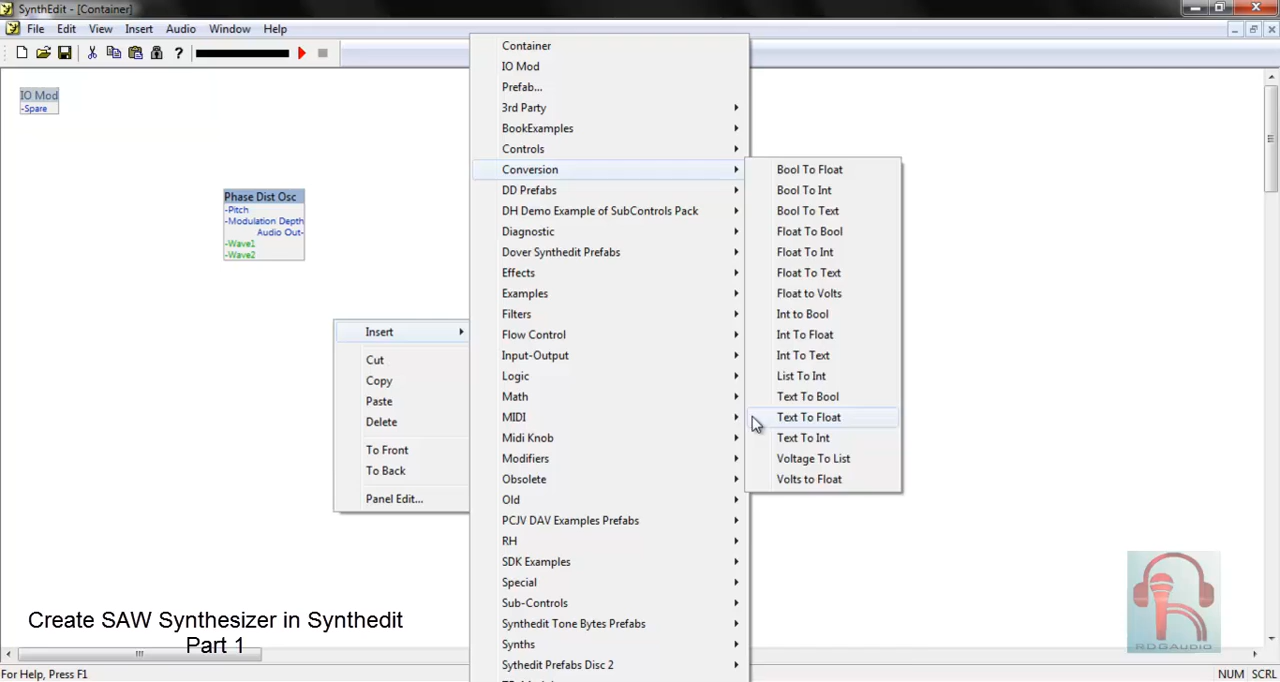 SynthEdit - [Container]
File Edit View Insert Audio Window Help
IO Mod
-Spare
Phase Dist Osc
-Pitch
-Modulation Depth
Audio Out-
-Wave1
-Wave2
Insert
Cut
Copy
Paste
Delete
To Front
To Back
Panel Edit...
Container
IO Mod
Prefab...
3rd Party
BookExamples
Controls
Conversion
DD Prefabs
DH Demo Example of SubControls Pack
Diagnostic
Dover Synthedit Prefabs
Effects
Examples
Filters
Flow Control
Input-Output
Logic
Math
MIDI
Midi Knob
Modifiers
Obsolete
Old
PCJV DAV Examples Prefabs
RH
SDK Examples
Special
Sub-Controls
Synthedit Tone Bytes Prefabs
Synths
Sythedit Prefabs Disc 2
Bool To Float
Bool To Int
Bool To Text
Float To Bool
Float To Int
Float To Text
Float to Volts
Int to Bool
Int To Float
Int To Text
List To Int
Text To Bool
Text To Float
Text To Int
Voltage To List
Volts to Float
Create SAW Synthesizer in Synthedit
Part 1
RDGAUDIO
For Help, Press F1
NUM SCRL